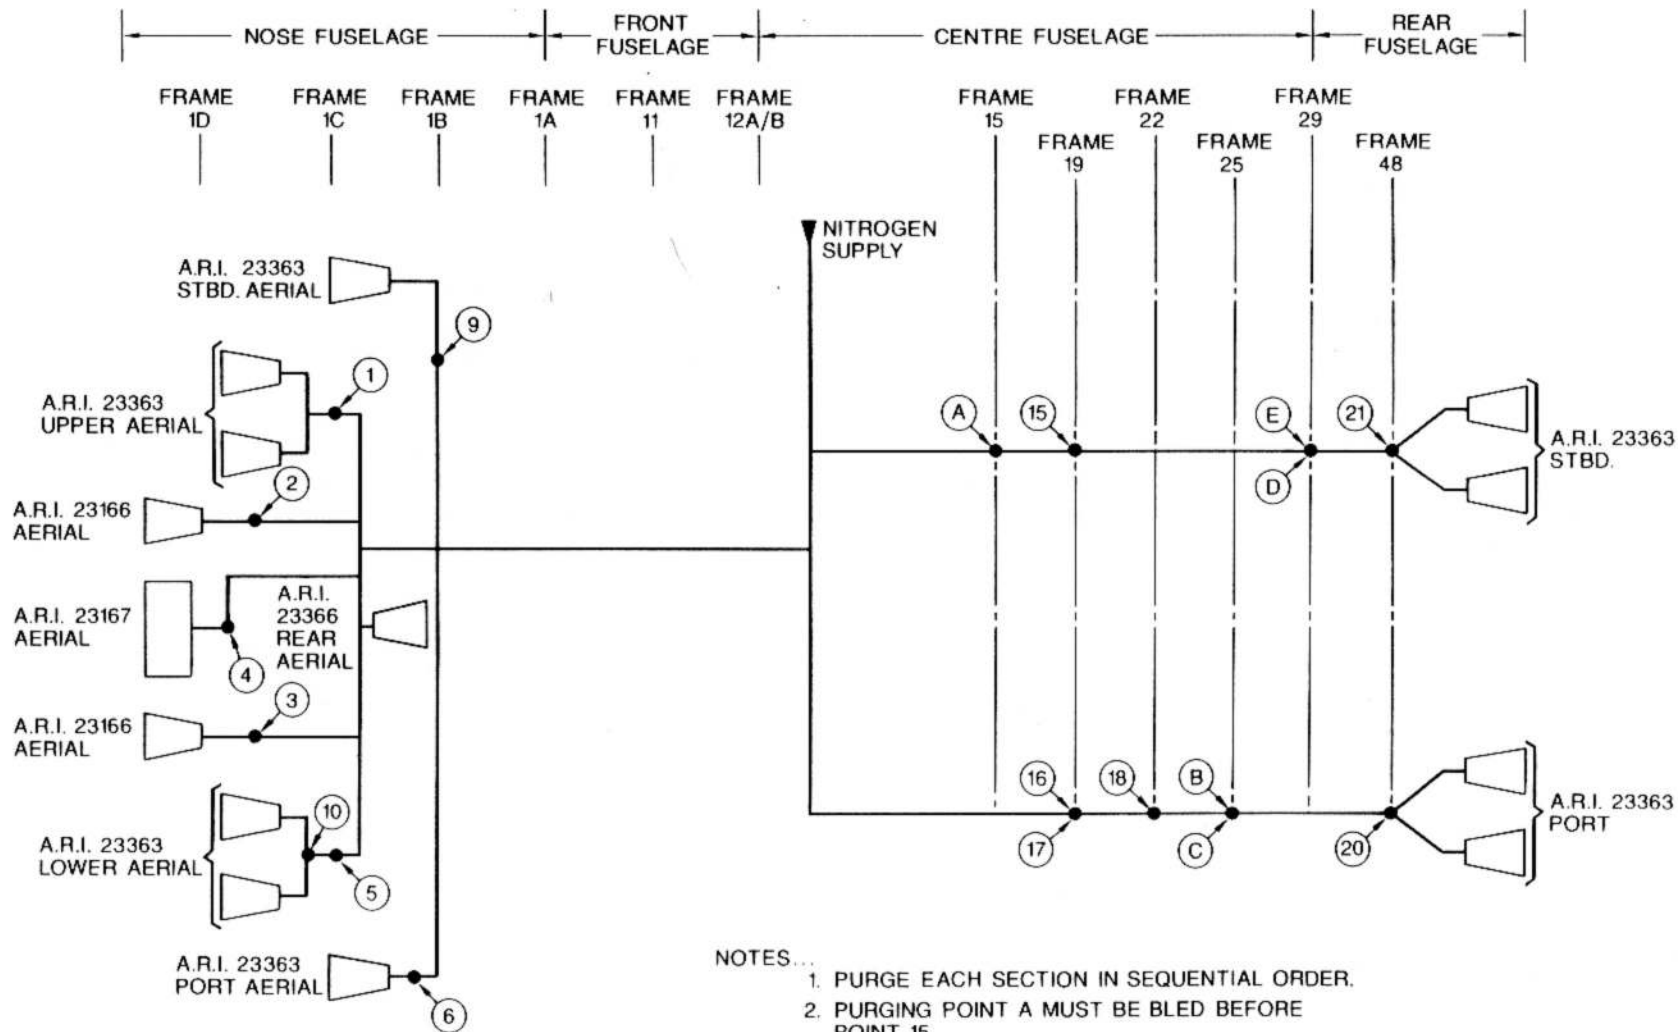 NOSE FUSELAGE
FRONT
FUSELAGE
CENTRE FUSELAGE
REAR
FUSELAGE
FRAME
1D
FRAME
1C
FRAME
1B
FRAME
1A
FRAME
11
FRAME
12A/B
FRAME
15
FRAME
19
FRAME
22
FRAME
25
FRAME
29
FRAME
48
NITROGEN
SUPPLY
A.R.I. 23363
STBD. AERIAL
9
1
A.R.I. 23363
UPPER AERIAL
2
A.R.I. 23166
AERIAL
A.R.I. 23167
AERIAL
4
A.R.I.
23366
REAR
AERIAL
3
A.R.I. 23166
AERIAL
10
A.R.I. 23363
LOWER AERIAL
5
A.R.I. 23363
PORT AERIAL
6
A
15
E
21
D
A.R.I. 23363
STBD.
16
18
B
17
C
20
A.R.I. 23363
PORT
NOTES...
1. PURGE EACH SECTION IN SEQUENTIAL ORDER.
2. PURGING POINT A MUST BE BLED BEFORE
POINT 15